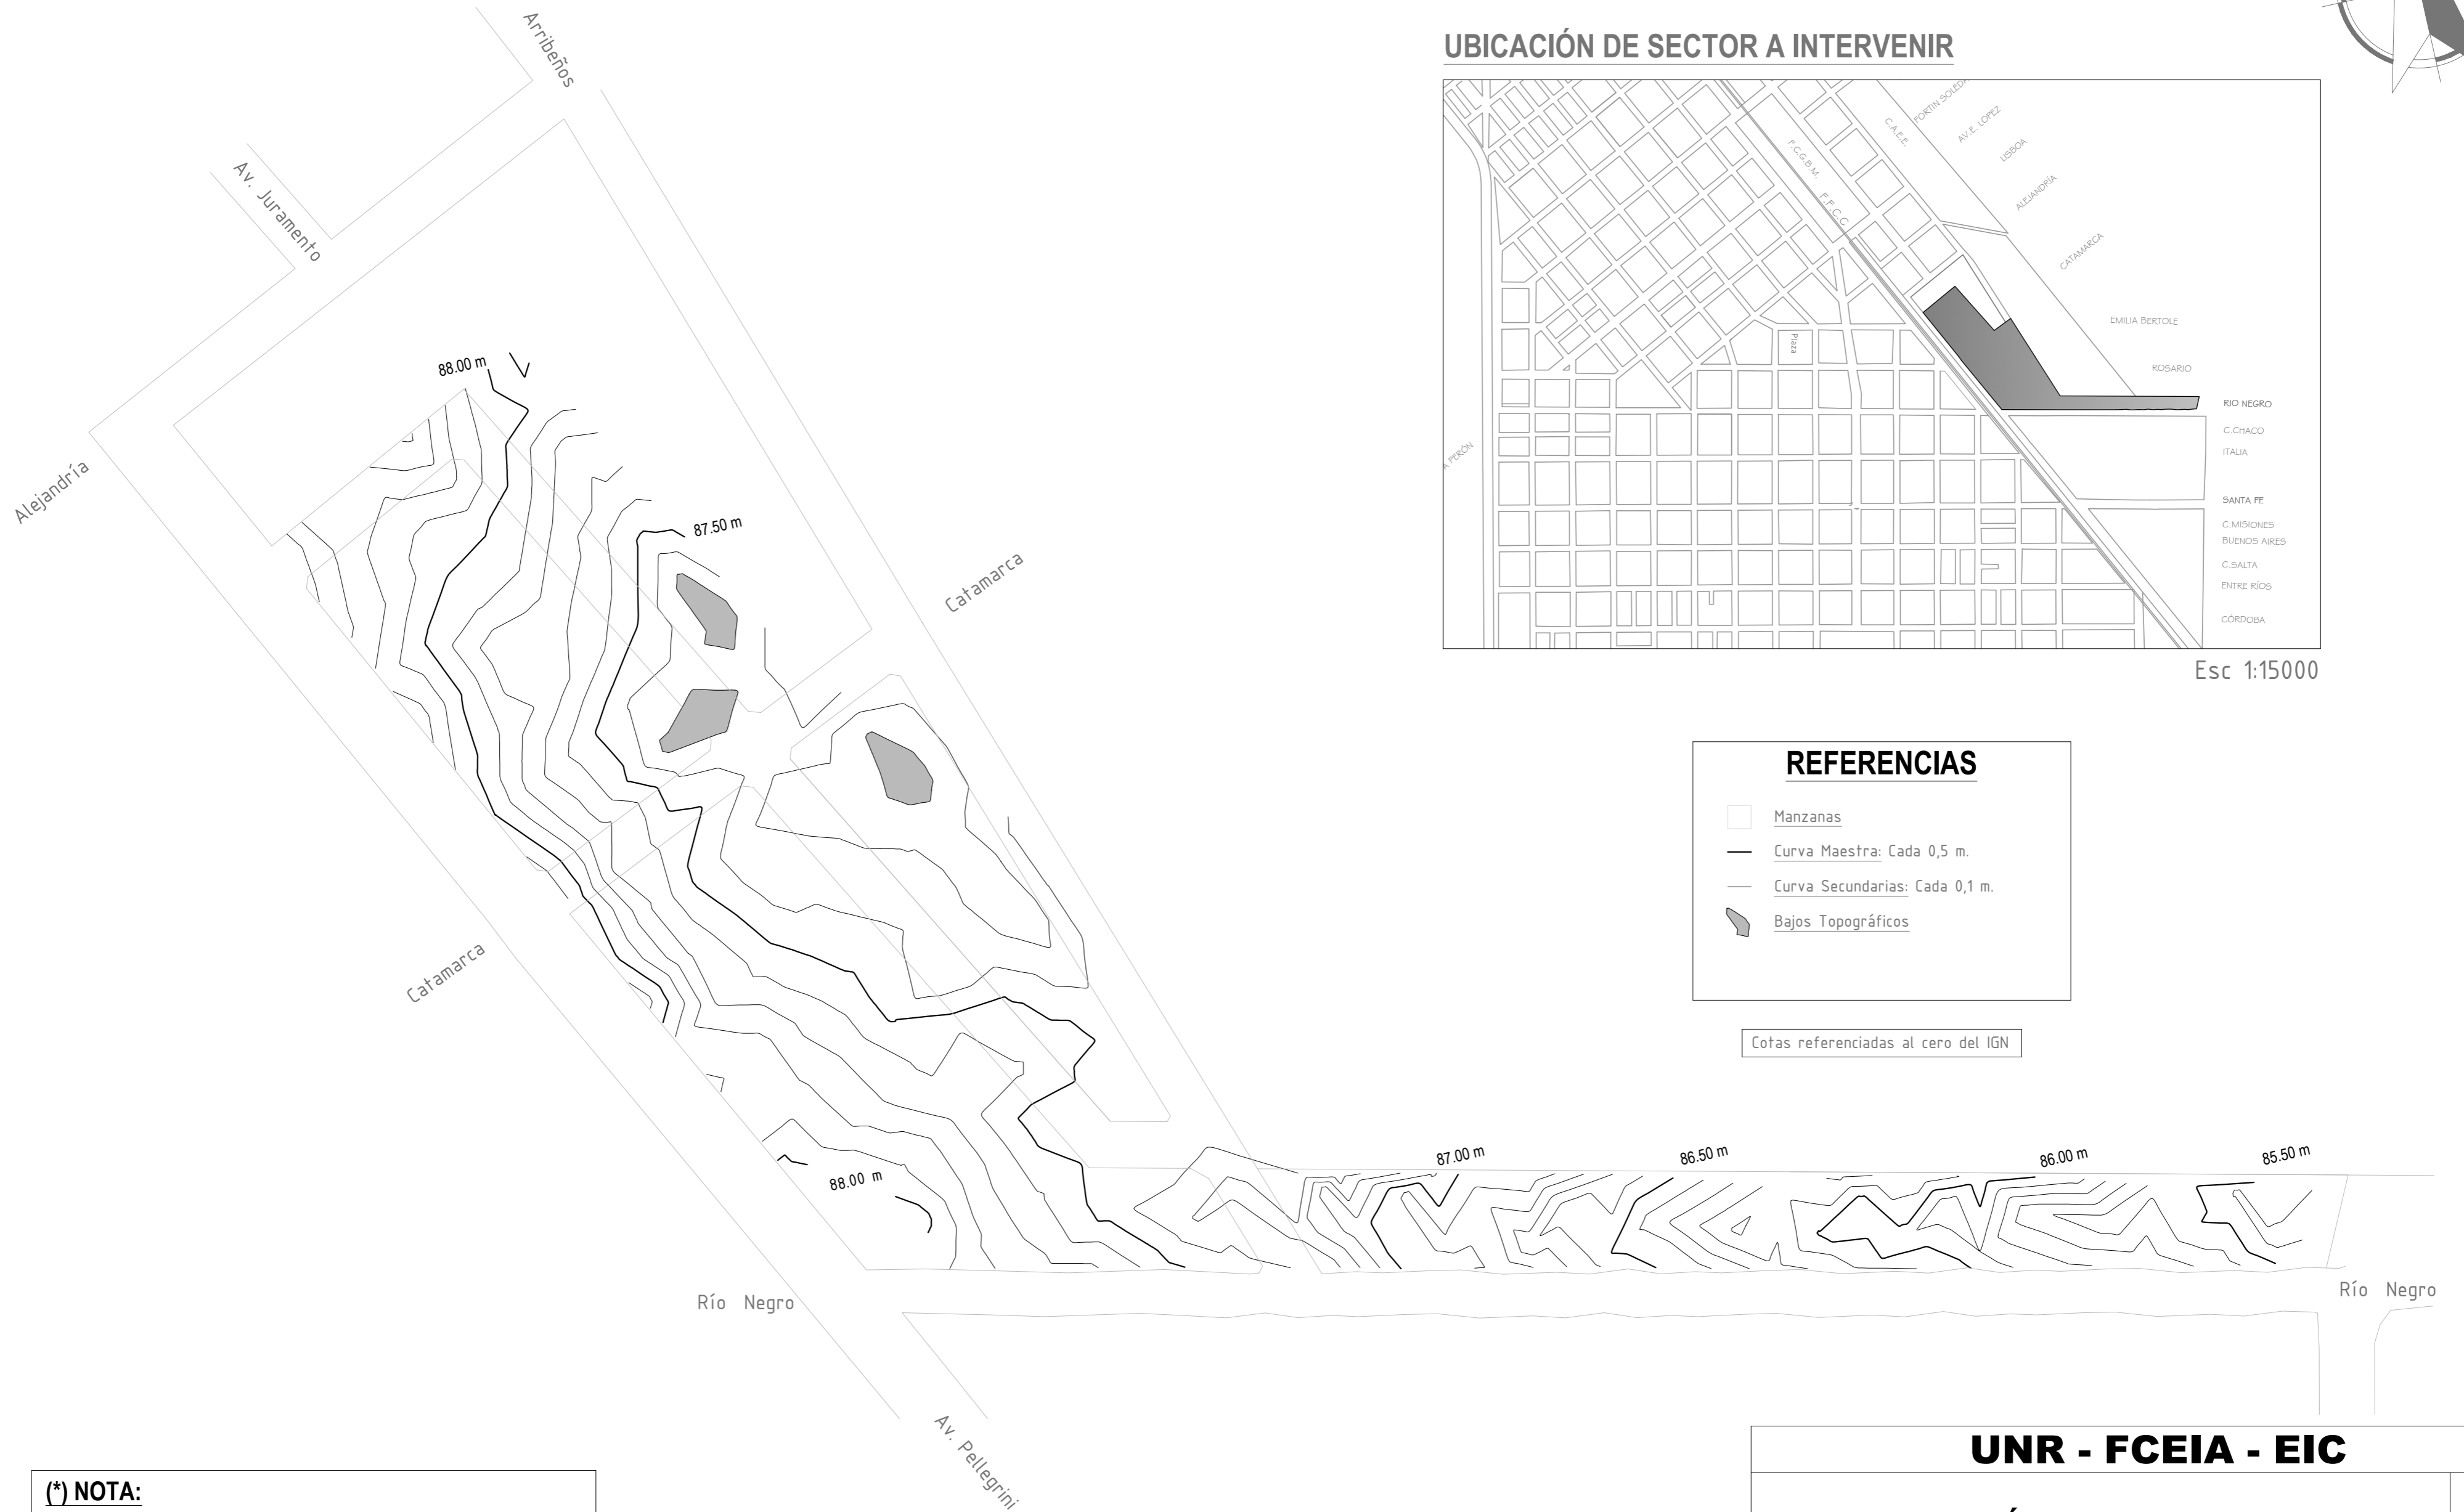 Arribeños
Av. Juramento
Alejandría
88.00 m
87.50 m
Catamarca
Catamarca
88.00 m
87.00 m
86.50 m
86.00 m
85.50 m
Río Negro
Río Negro
Av. Pellegrini
UBICACIÓN DE SECTOR A INTERVENIR
C.A.E.E.
AV.E. LÓPEZ
LISBOA
ALEJANDRÍA
CATAMARCA
F.C.G.B.M.
F.F.C.C.
Plaza
EMILIA BERTOLE
ROSARIO
RIO NEGRO
C.CHACO
ITALIA
SANTA FE
C.MISIONES
BUENOS AIRES
C.SALTA
ENTRE RÍOS
CÓRDOBA
A PERÓN
Esc 1:15000
REFERENCIAS
Manzanas
Curva Maestra: Cada 0,5 m.
Curva Secundarias: Cada 0,1 m.
Bajos Topográficos
Cotas referenciadas al cero del IGN
(*) NOTA:
UNR - FCEIA - EIC